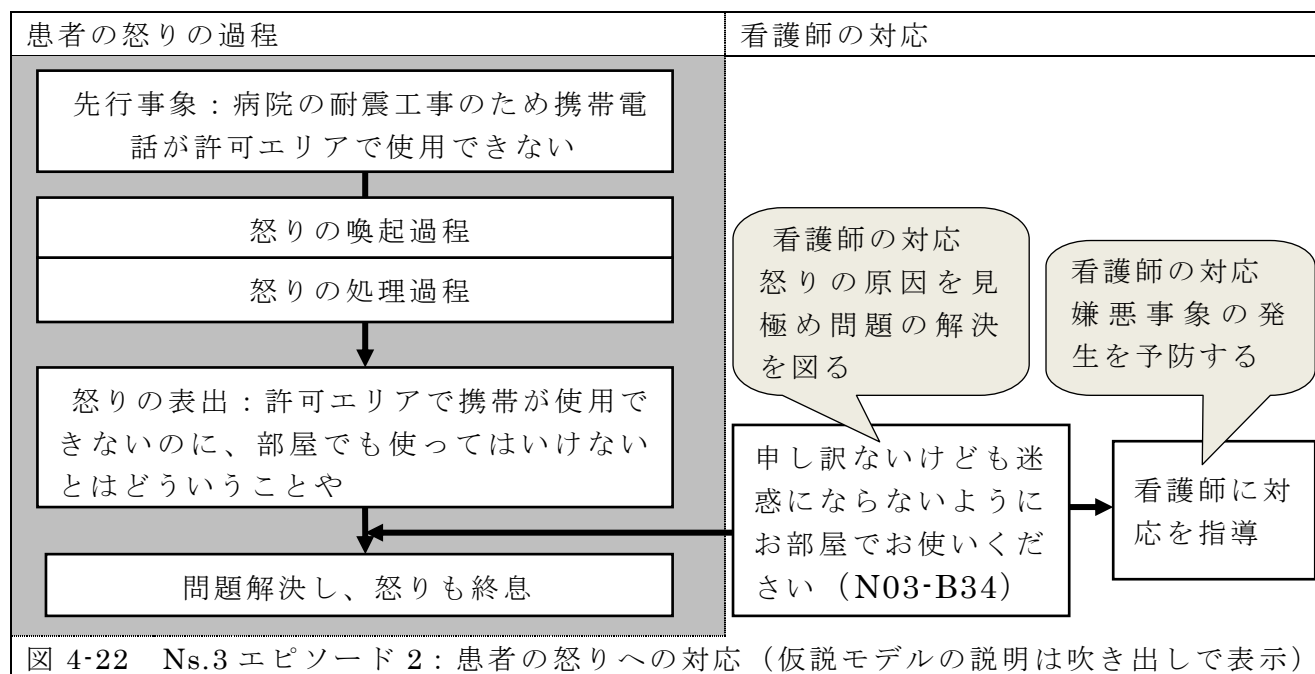 患者の怒りの過程
看護師の対応
先行事象：病院の耐震工事のため携帯電
話が許可エリアで使用できない
怒りの喚起過程
怒りの処理過程
怒りの表出：許可エリアで携帯が使用で
きないのに、部屋でも使ってはいけない
とはどういうことや
問題解決し、怒りも終息
看護師の対応
怒りの原因を見
極め問題の解決
を図る
申し訳ないけども迷
惑にならないように
お部屋でお使いくだ
さい（N03-B34）
看護師の対応
嫌悪事象の発
生を予防する
看護師に対
応を指導
図 4-22 Ns.3 エピソード 2：患者の怒りへの対応（仮説モデルの説明は吹き出しで表示）